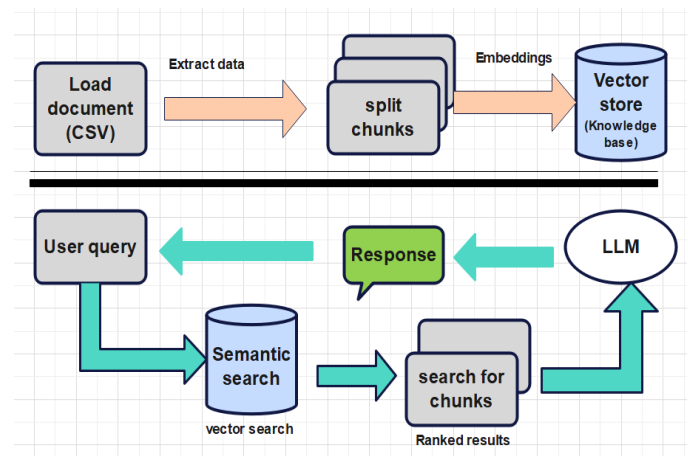 Load
document
(CSV)
Extract data
split
chunks
Embeddings
Vector
store
(Knowledge
base)
User query
Response
LLM
Semantic
search
vector search
search for
chunks
Ranked results